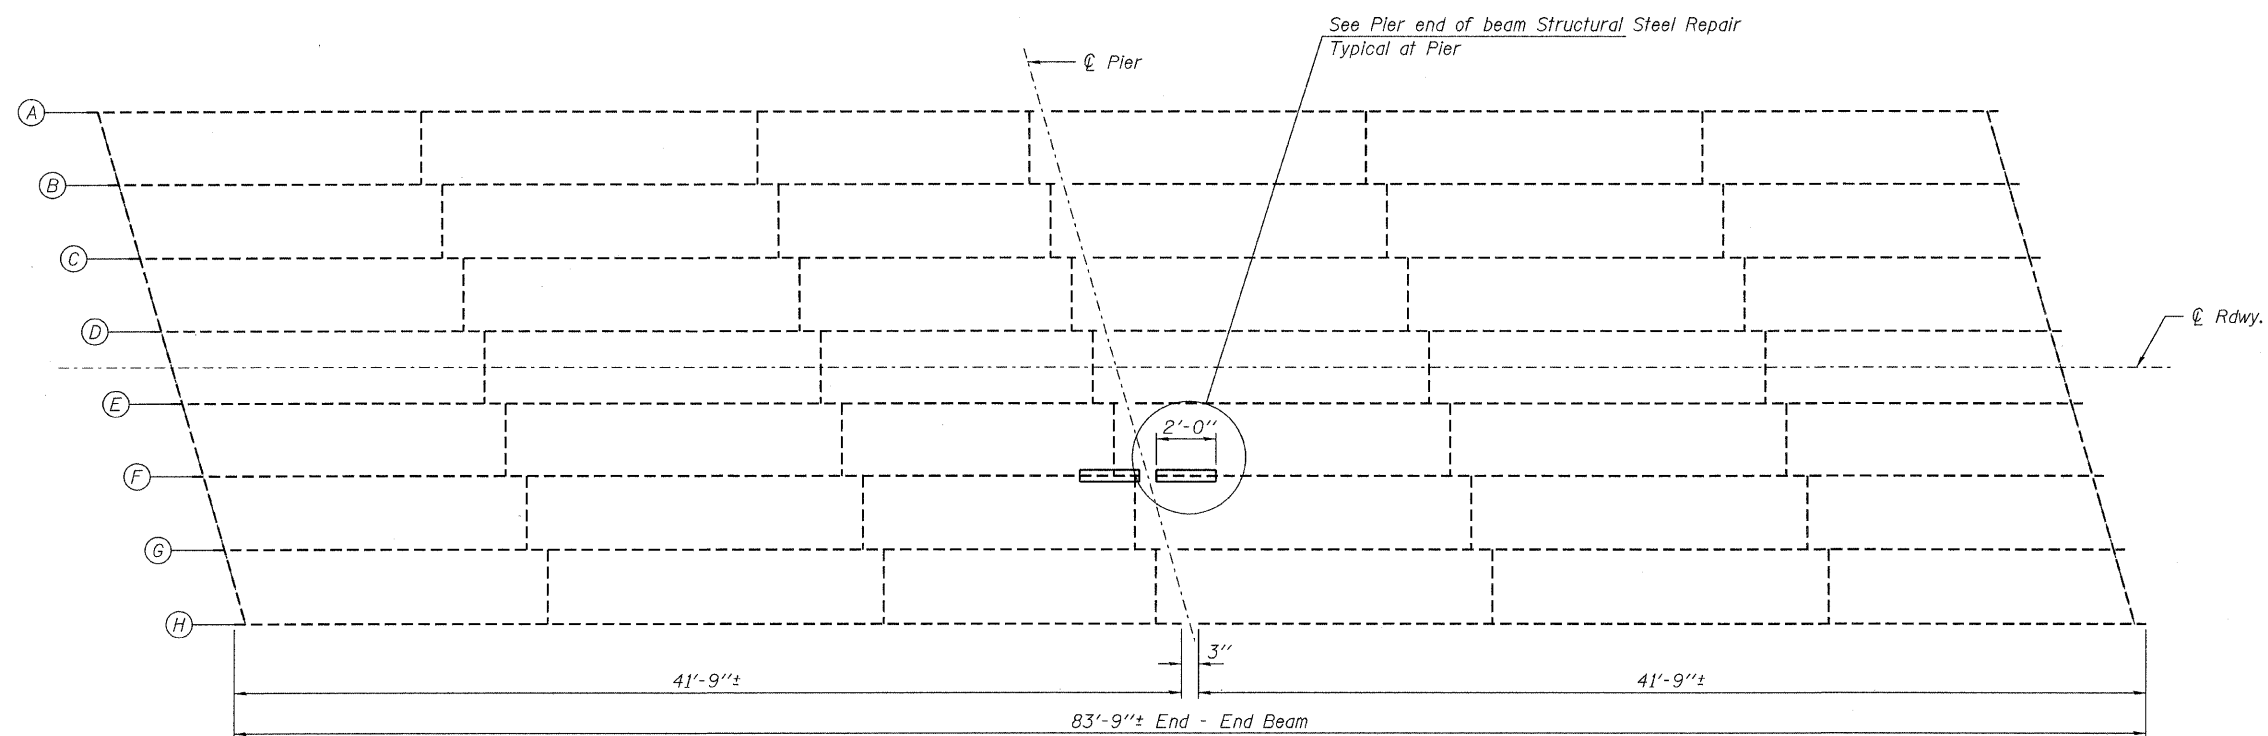 See Pier end of beam Structural Steel Repair
Typical at Pier
℄ Pier
A
B
C
D
℄ Rdwy.
E
2'-0"
F
G
H
3"
41'-9"±
41'-9"±
83'-9"± End - End Beam